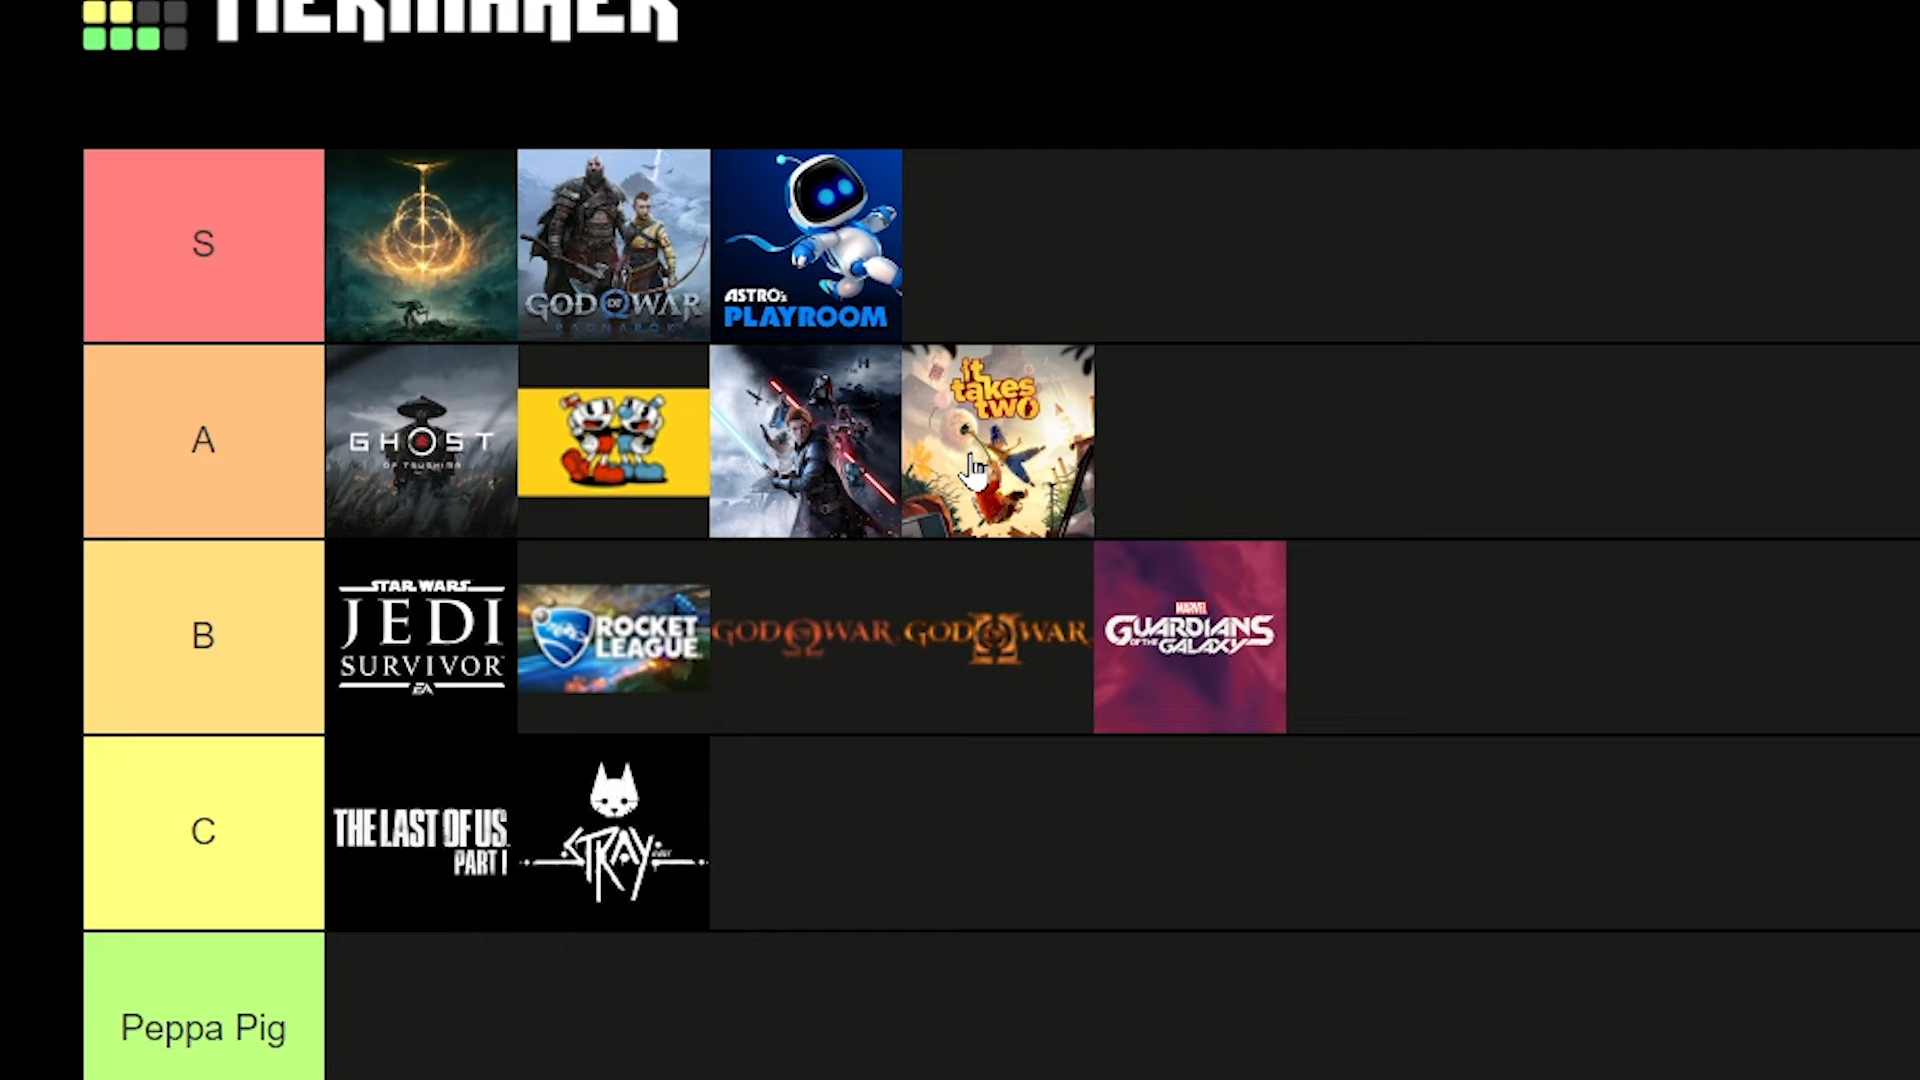 TIERMAKER
S
GOD OF WAR
RAGNARÖK
ASTRO's
PLAYROOM
A
GHOST
OF TSUSHIMA
it
takes
two
B
STAR WARS
JEDI
SURVIVOR
EA
ROCKET
LEAGUE
GOD OF WAR
GOD WAR
MARVEL
GUARDIANS
OF THE
GALAXY
C
THE LAST OF US
PART I
STRAY
Peppa Pig